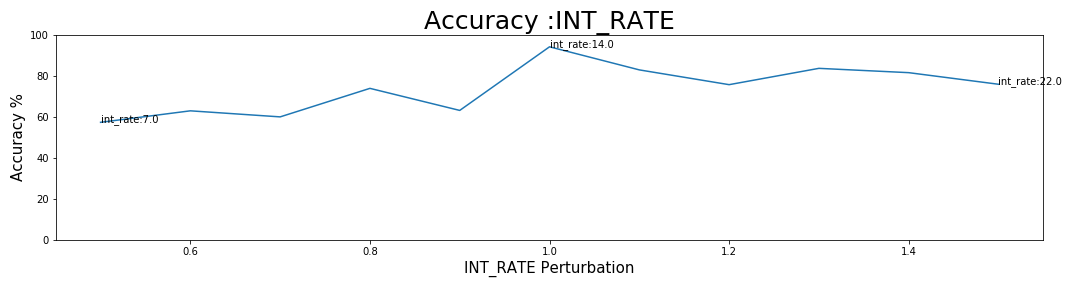 Accuracy :INT_RATE
100
80
60
40
20
0
Accuracy %
int_rate:7.0
int_rate:14.0
int_rate:22.0
0.6
0.8
1.0
1.2
1.4
INT_RATE Perturbation